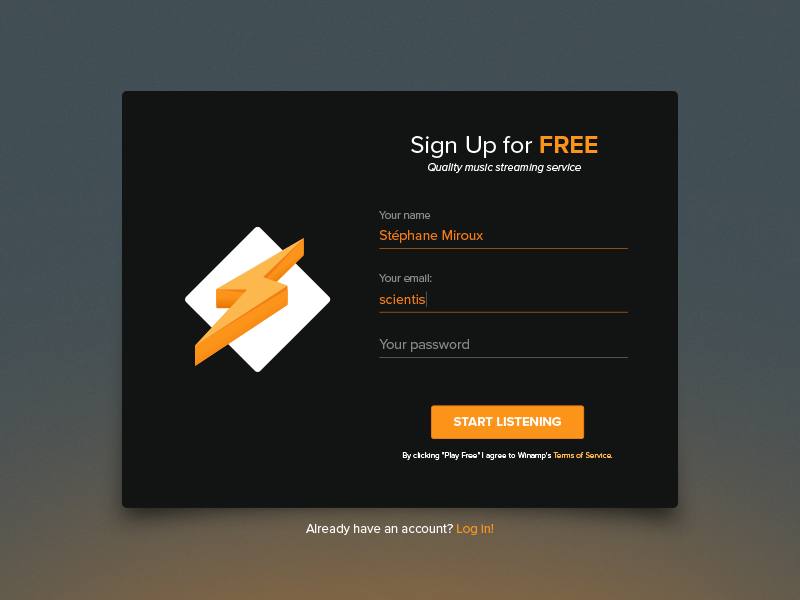 Sign Up for FREE
Quality music streaming service
Your name
Stéphane Miroux
Your email:
scientis
Your password
START LISTENING
By clicking "Play Free" I agree to Winamp's Terms of Service.
Already have an account? Log in!